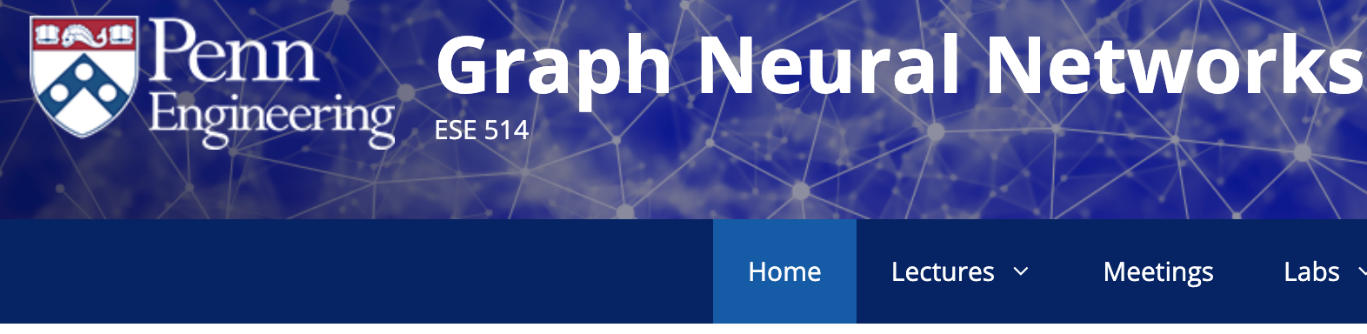 Penn
Engineering
Graph Neural Networks
ESE 514
Home
Lectures
Meetings
Labs